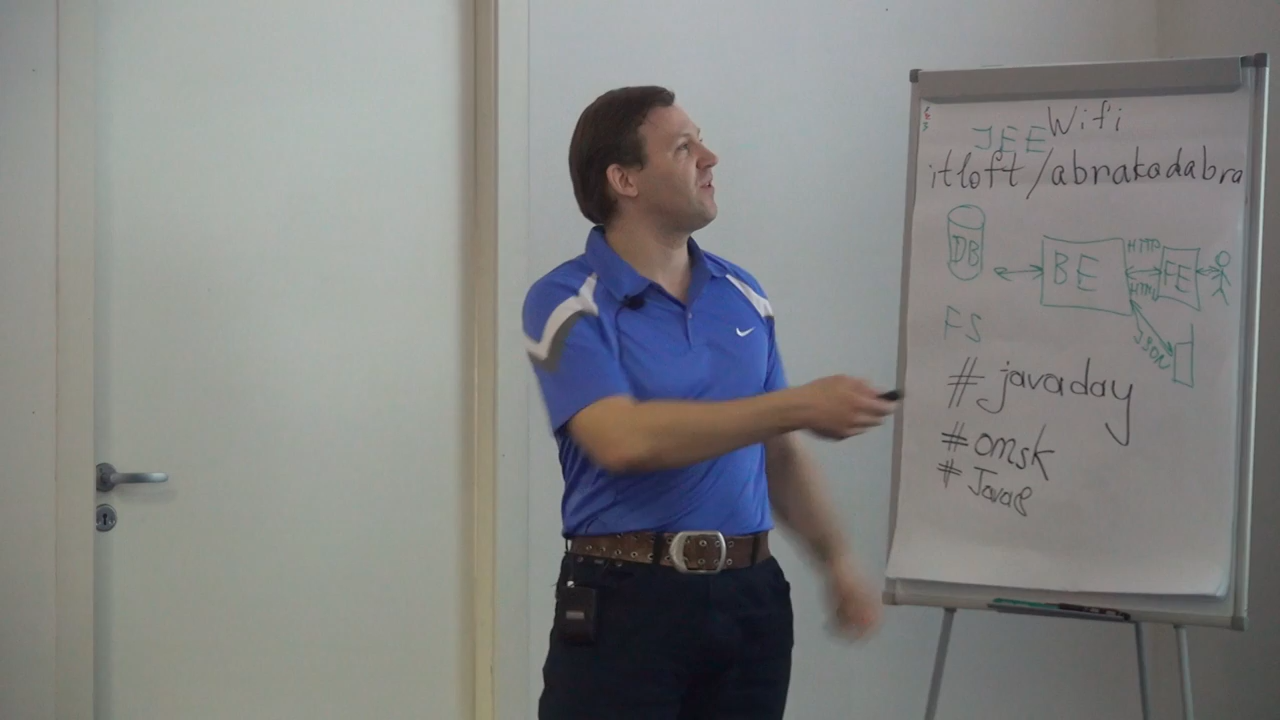 Wifi
JEE
itloft/abrakadabra
DB
BE
HTTP
HTML
FE
FS
JSON
#javaday
#omsk
#Java8